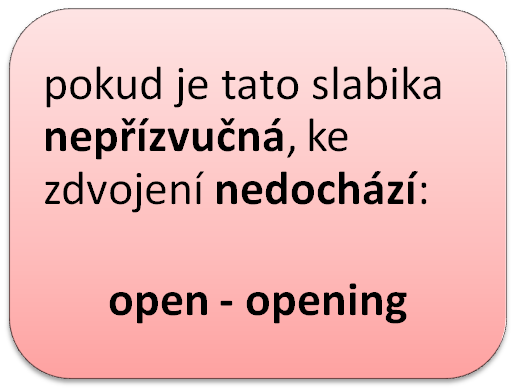 pokud je tato slabika
nepřízvučná, ke
zdvojení nedochází:
open - opening